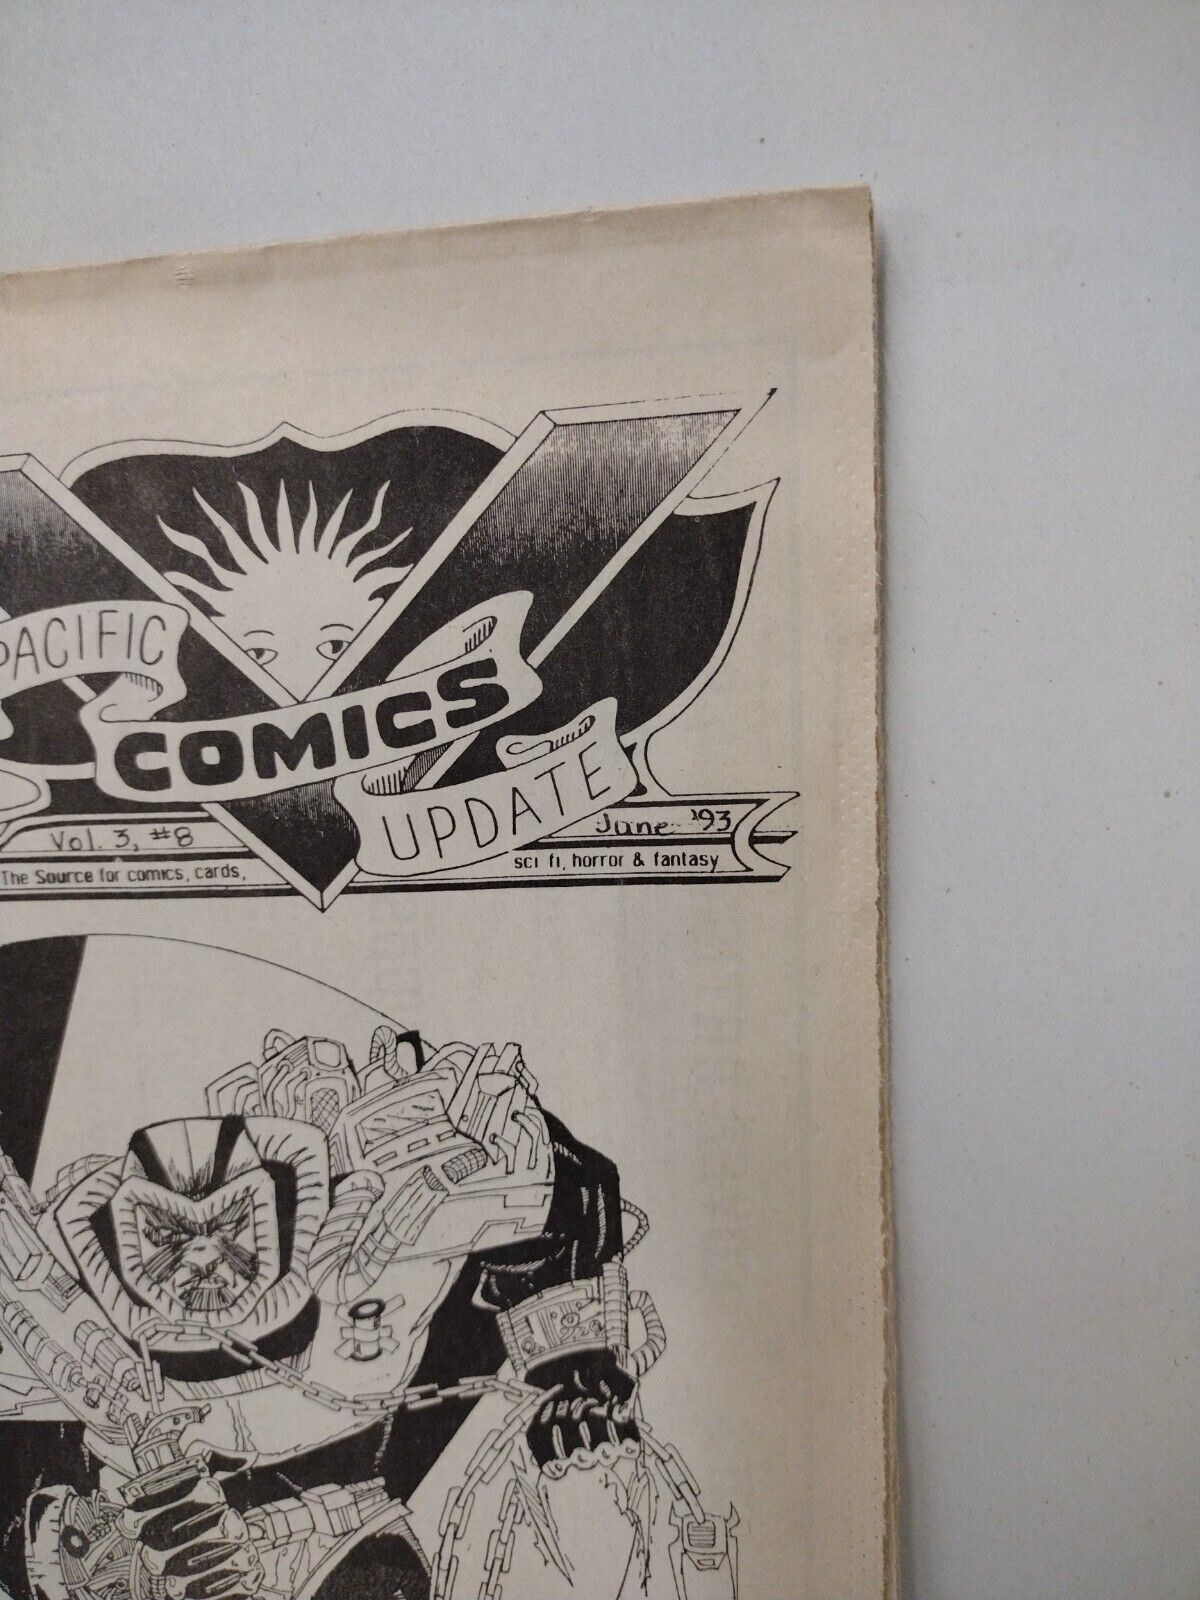 PACIFIC
COMICS
UPDATE
Vol. 3, #8
June '93
The Source for comics, cards,
sci fi, horror & fantasy